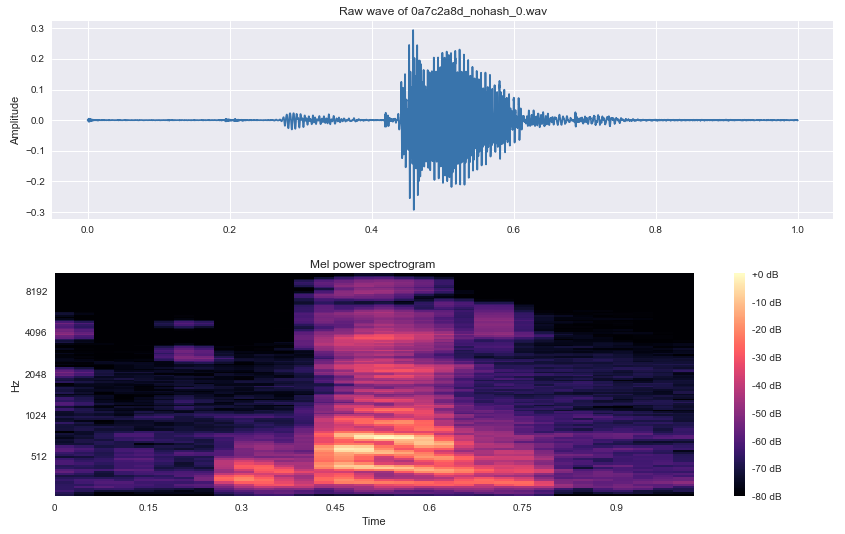 Raw wave of 0a7c2a8d_nohash_0.wav
0.3
0.2
0.1
0.0
−0.1
−0.2
−0.3
Amplitude
0.0 0.2 0.4 0.6 0.8 1.0
Mel power spectrogram
8192
4096
2048
1024
512
Hz
0 0.15 0.3 0.45 0.6 0.75 0.9
Time
+0 dB
-10 dB
-20 dB
-30 dB
-40 dB
-50 dB
-60 dB
-70 dB
-80 dB